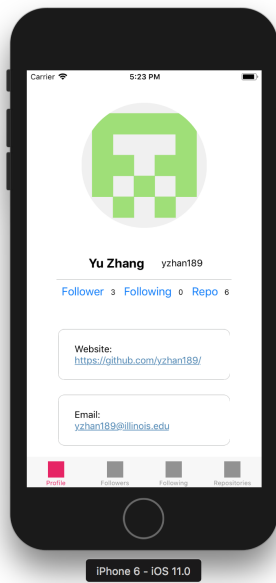 Carrier 5:23 PM
Yu Zhang yzhan189
Follower 3 Following 0 Repo 6
Website:
https://github.com/yzhan189/
Email:
yzhan189@illinois.edu
Profile Followers Following Repositories
iPhone 6 - iOS 11.0